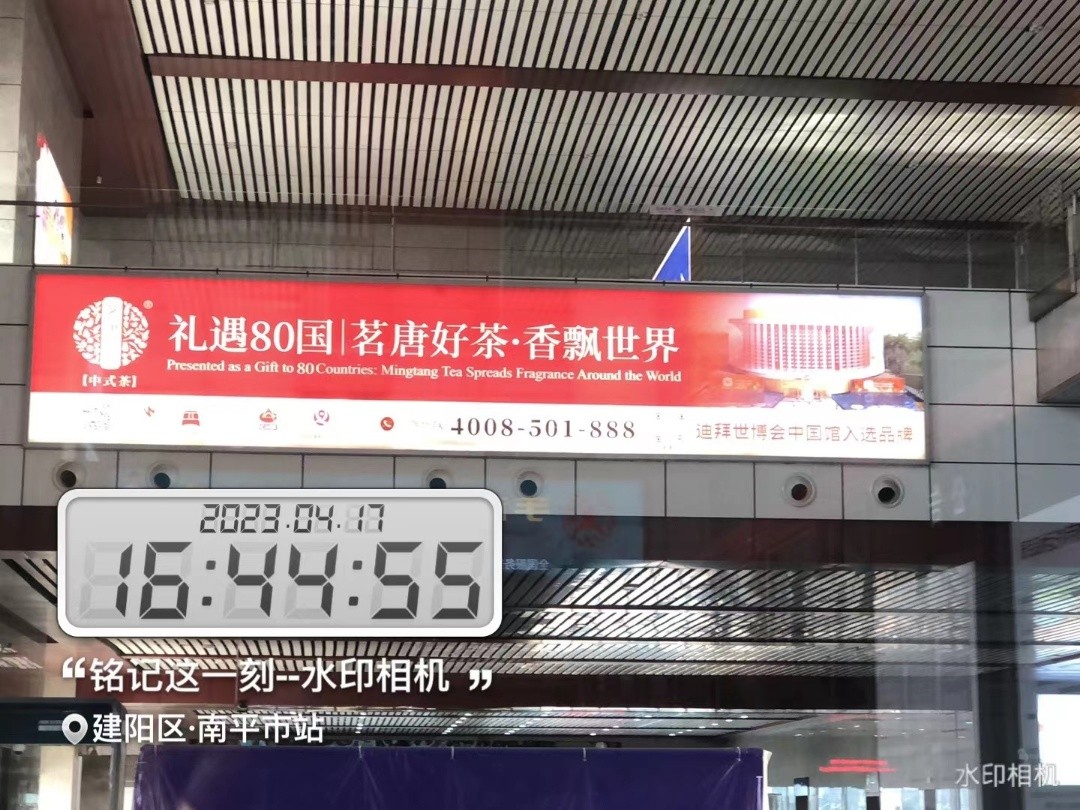 礼遇80国|茗唐好茶·香飘世界
Presented as a Gift to 80 Countries: Mingtang Tea Spreads Fragrance Around the World
[中式茶]
4008-501-888
迪拜世博会中国馆入选品牌
2023.04.17
16:44:55
“铭记这一刻--水印相机”
建阳区·南平市站
水印相机